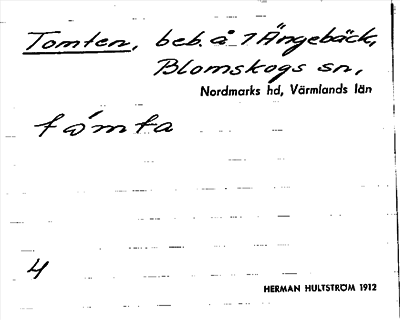 Tomten, beb. å 1 Ängebäck,
Blomskogs sn,
Nordmarks hd, Värmlands län
tómta
4
HERMAN HULTSTRÖM 1912